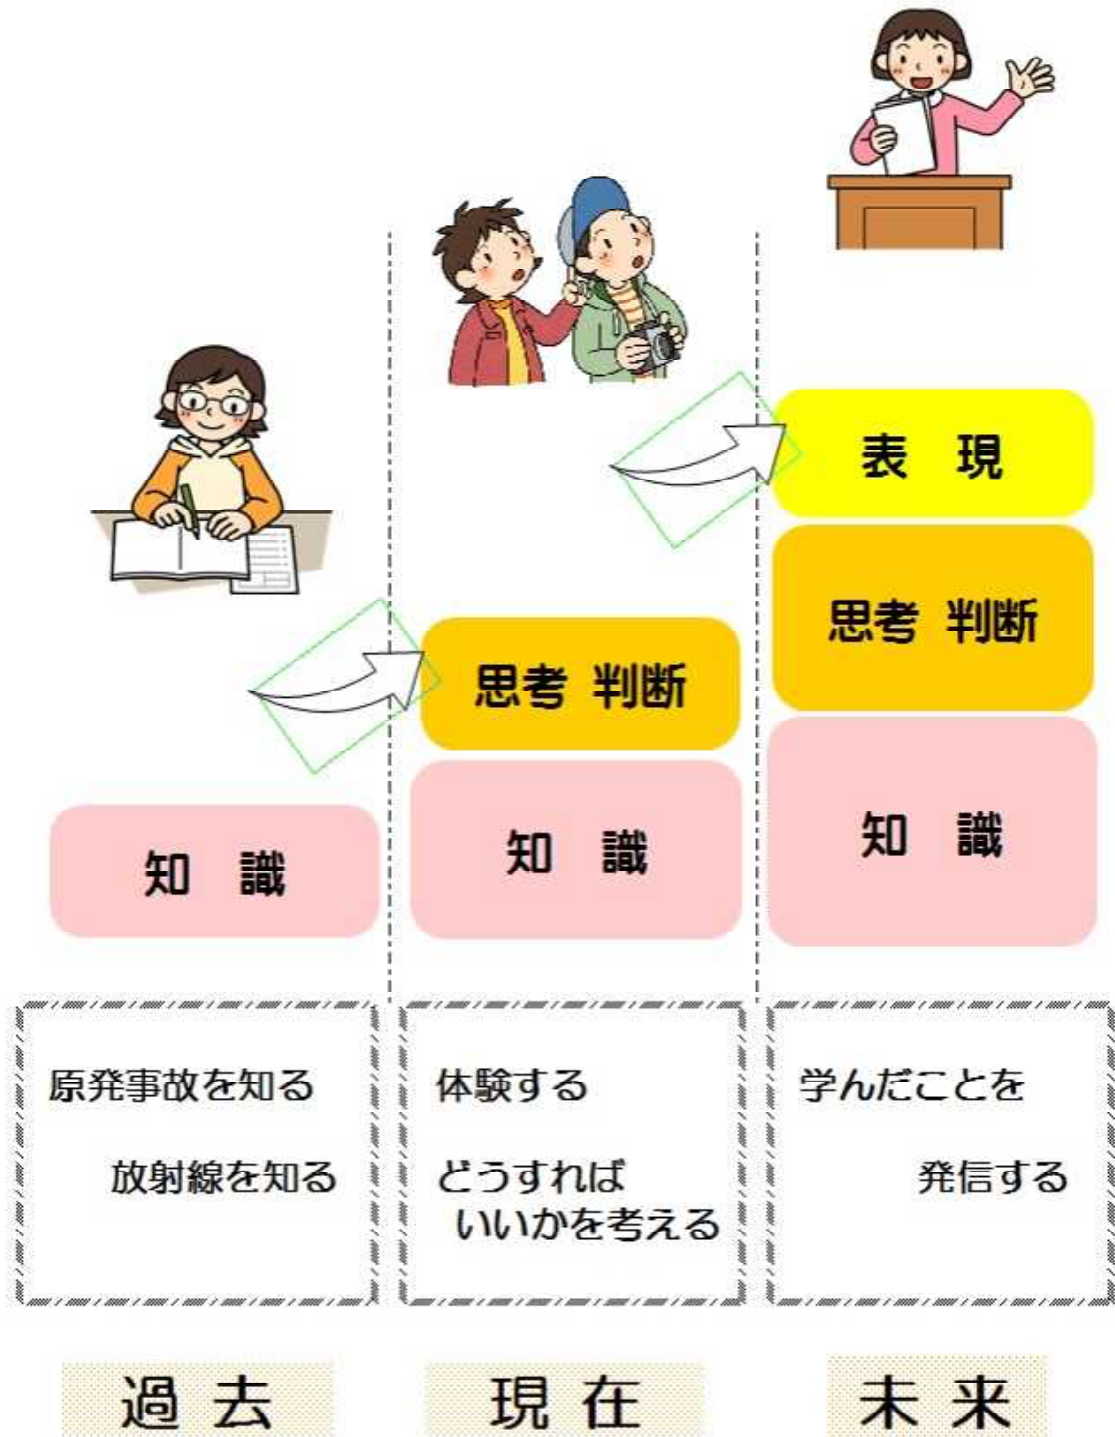 表 現
思考 判断
思考 判断
知 識
知 識
知 識
原発事故を知る
放射線を知る
体験する
どうすれば
いいかを考える
学んだことを
発信する
過 去
現 在
未 来